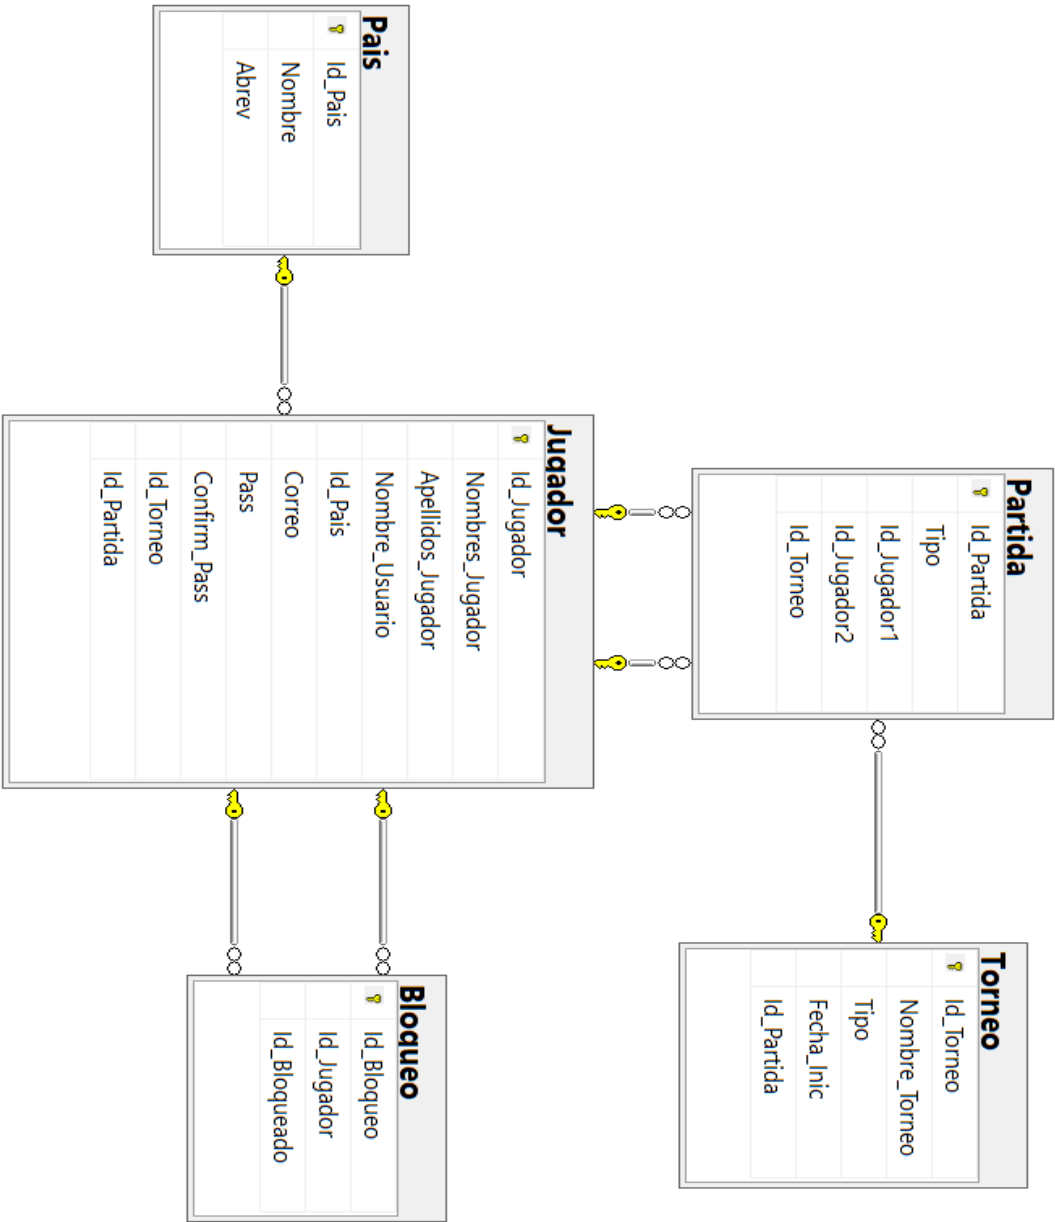 Pais
Id_Pais
Nombre
Abrev
Jugador
Id_Jugador
Nombres_Jugador
Apellidos_Jugador
Nombre_Usuario
Id_Pais
Correo
Pass
Confirm_Pass
Id_Torneo
Id_Partida
Partida
Id_Partida
Tipo
Id_Jugador1
Id_Jugador2
Id_Torneo
Torneo
Id_Torneo
Nombre_Torneo
Tipo
Fecha_Inic
Id_Partida
Bloqueo
Id_Bloqueo
Id_Jugador
Id_Bloqueado